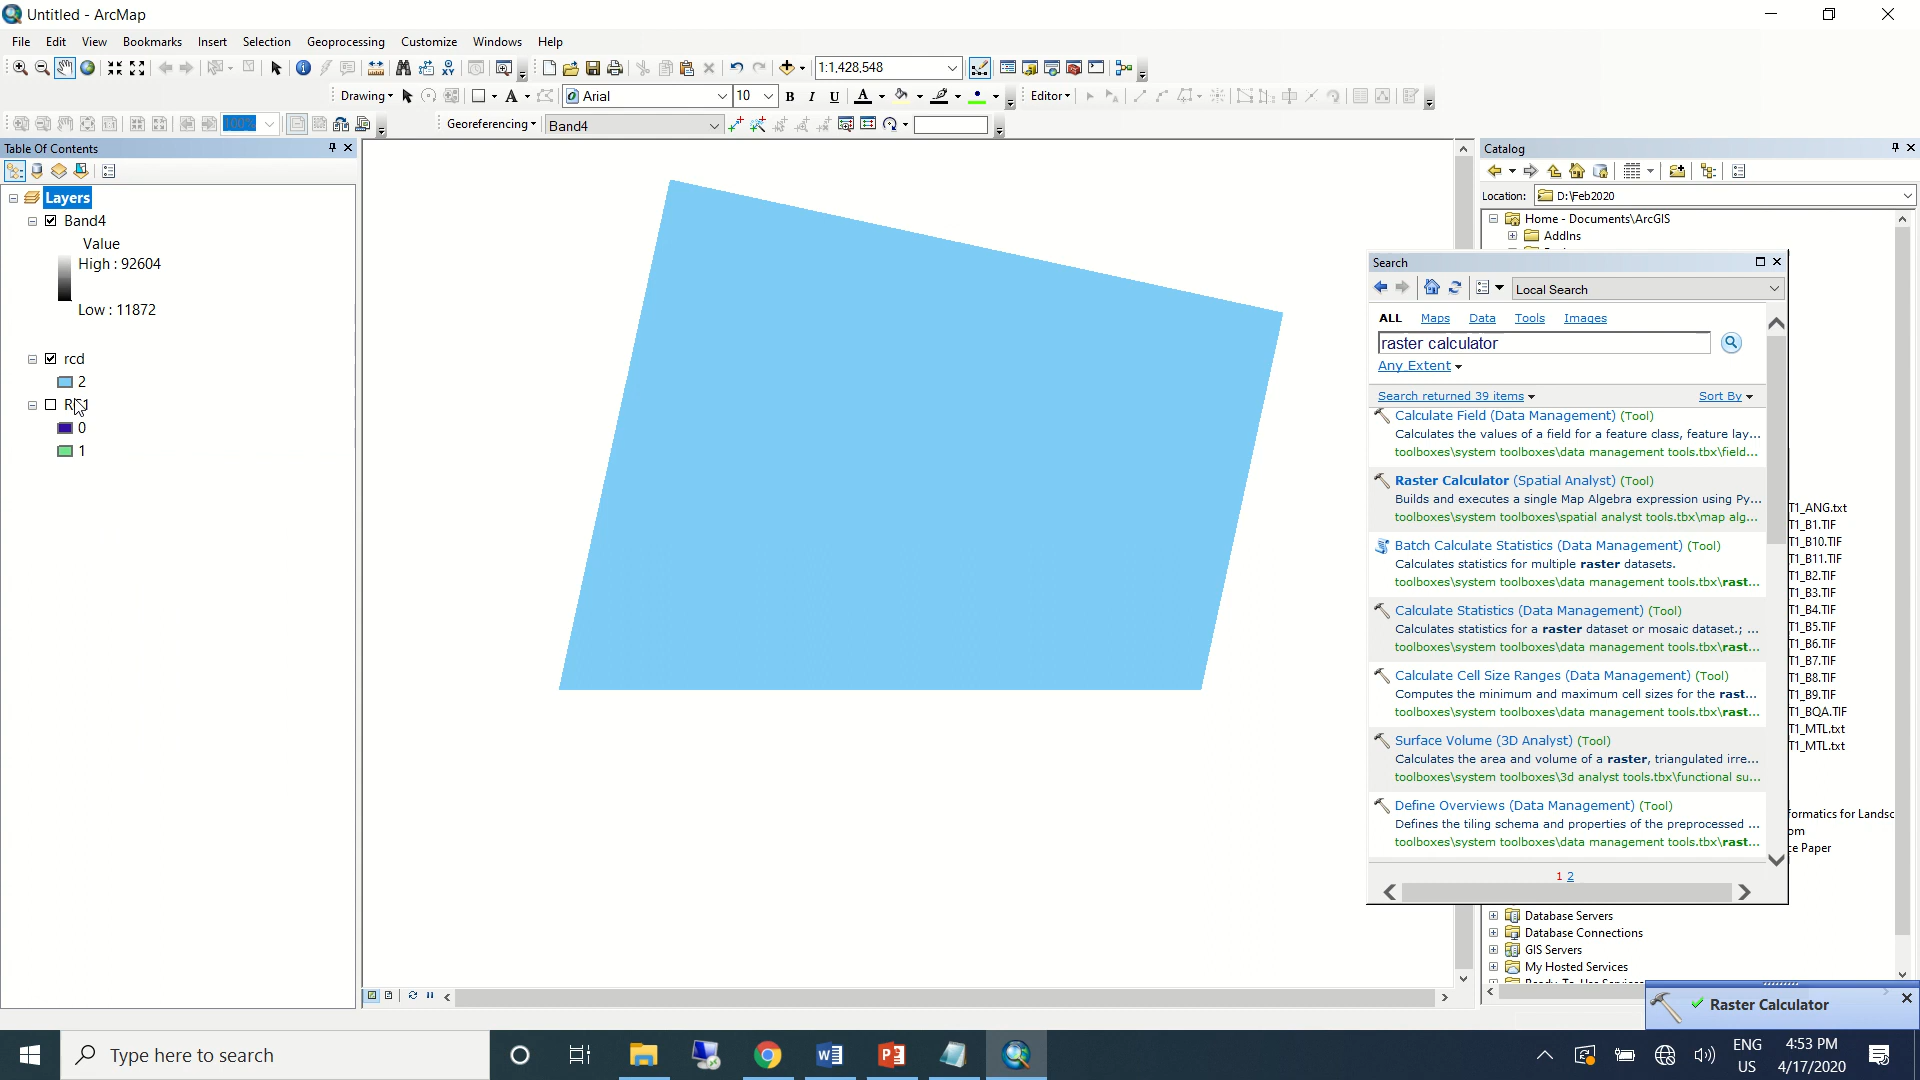 Untitled - ArcMap
File Edit View Bookmarks Insert Selection Geoprocessing Customize Windows Help
1:1,428,548
Drawing Arial 10 B I U A Editor
100% Georeferencing Band4
Table Of Contents
Layers
Band4
Value
High : 92604
Low : 11872
rcd
2
0
1
Catalog
Location: D:\Feb2020
Home - Documents\ArcGIS
AddIns
Search
Local Search
ALL Maps Data Tools Images
raster calculator
Any Extent
Search returned 39 items Sort By
Calculate Field (Data Management) (Tool)
Calculates the values of a field for a feature class, feature lay...
toolboxes\system toolboxes\data management tools.tbx\field...
Raster Calculator (Spatial Analyst) (Tool)
Builds and executes a single Map Algebra expression using Py...
toolboxes\system toolboxes\spatial analyst tools.tbx\map alg...
Batch Calculate Statistics (Data Management) (Tool)
Calculates statistics for multiple raster datasets.
toolboxes\system toolboxes\data management tools.tbx\rast...
Calculate Statistics (Data Management) (Tool)
Calculates statistics for a raster dataset or mosaic dataset.; ...
toolboxes\system toolboxes\data management tools.tbx\rast...
Calculate Cell Size Ranges (Data Management) (Tool)
Computes the minimum and maximum cell sizes for the rast...
toolboxes\system toolboxes\data management tools.tbx\rast...
Surface Volume (3D Analyst) (Tool)
Calculates the area and volume of a raster, triangulated irre...
toolboxes\system toolboxes\3d analyst tools.tbx\functional su...
Define Overviews (Data Management) (Tool)
Defines the tiling schema and properties of the preprocessed ...
toolboxes\system toolboxes\data management tools.tbx\rast...
1 2
T1_ANG.txt
T1_B1.TIF
T1_B10.TIF
T1_B11.TIF
T1_B2.TIF
T1_B3.TIF
T1_B4.TIF
T1_B5.TIF
T1_B6.TIF
T1_B7.TIF
T1_B8.TIF
T1_B9.TIF
T1_BQA.TIF
T1_MTL.txt
T1_MTL.txt
formatics for Landsc
om
ce Paper
Database Servers
Database Connections
GIS Servers
My Hosted Services
Raster Calculator
Type here to search
ENG
US
4:53 PM
4/17/2020